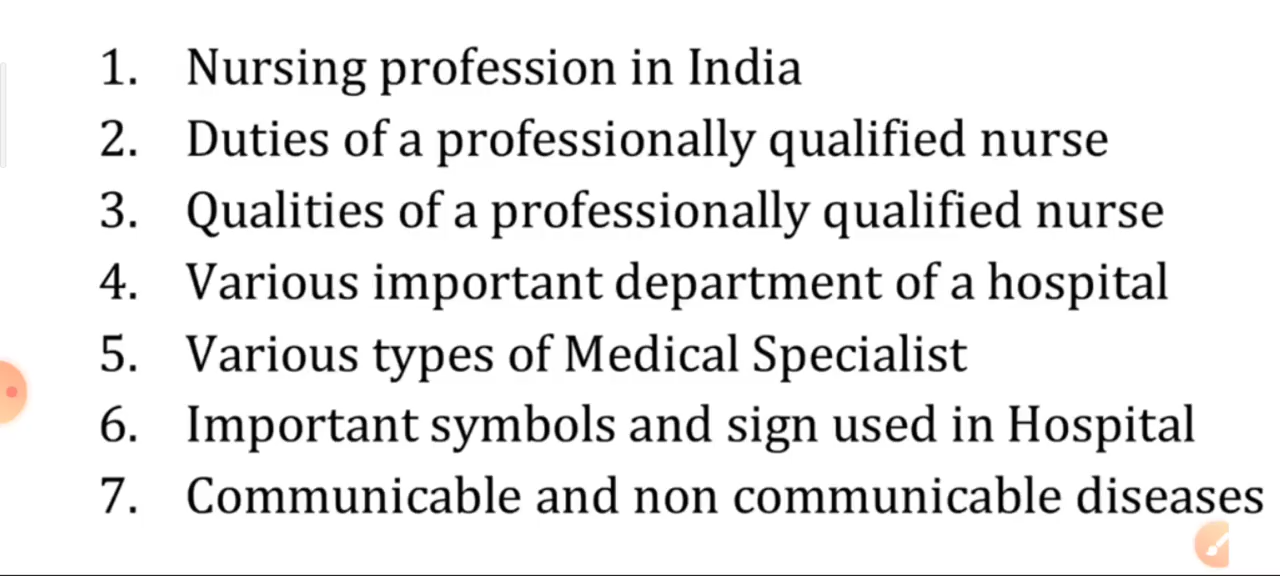 1. Nursing profession in India
2. Duties of a professionally qualified nurse
3. Qualities of a professionally qualified nurse
4. Various important department of a hospital
5. Various types of Medical Specialist
6. Important symbols and sign used in Hospital
7. Communicable and non communicable diseases